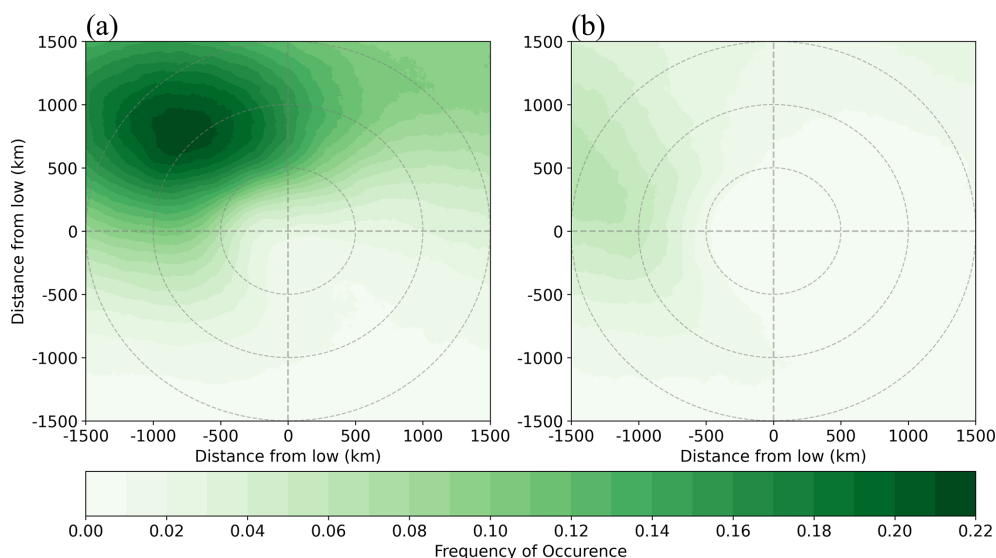 (a) (b)
1500 1500
1000 1000
500 500
0 0
-500 -500
-1000 -1000
-1500 -1500
Distance from low (km)
-1500 -1000 -500 0 500 1000 1500 -1500 -1000 -500 0 500 1000 1500
Distance from low (km) Distance from low (km)
0.00 0.02 0.04 0.06 0.08 0.10 0.12 0.14 0.16 0.18 0.20 0.22
Frequency of Occurence